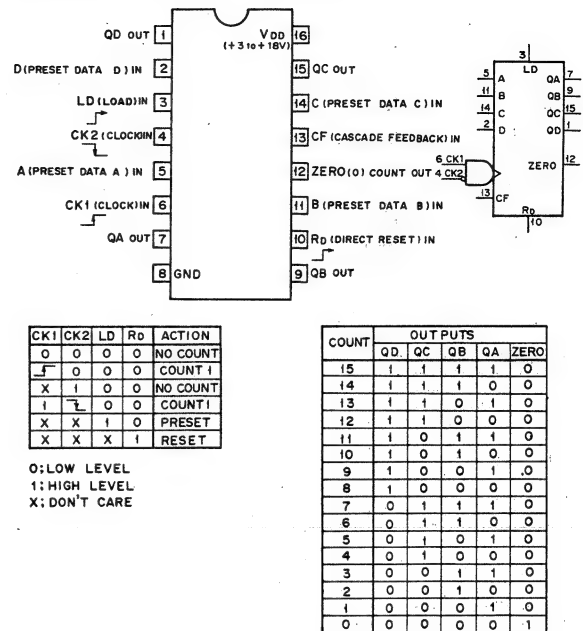 QD OUT 1
VDD 16
(+3 to +18V)
D(PRESET DATA D)IN 2
15 QC OUT
LD(LOAD)IN 3
14 C (PRESET DATA C)IN
CK2(CLOCK)IN 4
13 CF (CASCADE FEEDBACK)IN
A(PRESET DATA A)IN 5
12 ZERO(0) COUNT OUT
CK1(CLOCK)IN 6
11 B(PRESET DATA B)IN
QA OUT 7
10 RD(DIRECT RESET)IN
8 GND
9 QB OUT
3
LD
5 A QA 7
11 B QB 9
14 C QC 15
2 D QD 1
ZERO 12
6 CK1
4 CK2
13 CF
RD
10
CK1 CK2 LD RD ACTION
0 0 0 0 NO COUNT
0 0 0 COUNT 1
X 1 0 0 NO COUNT
1 0 0 COUNT 1
X X 1 0 PRESET
X X X 1 RESET
0; LOW LEVEL
1; HIGH LEVEL
X; DON'T CARE
COUNT OUTPUTS
QD QC QB QA ZERO
15 1 1 1 1 0
14 1 1 1 0 0
13 1 1 0 1 0
12 1 1 0 0 0
11 1 0 1 1 0
10 1 0 1 0 0
9 1 0 0 1 0
8 1 0 0 0 0
7 0 1 1 1 0
6 0 1 1 0 0
5 0 1 0 1 0
4 0 1 0 0 0
3 0 0 1 1 0
2 0 0 1 0 0
1 0 0 0 1 0
0 0 0 0 0 1